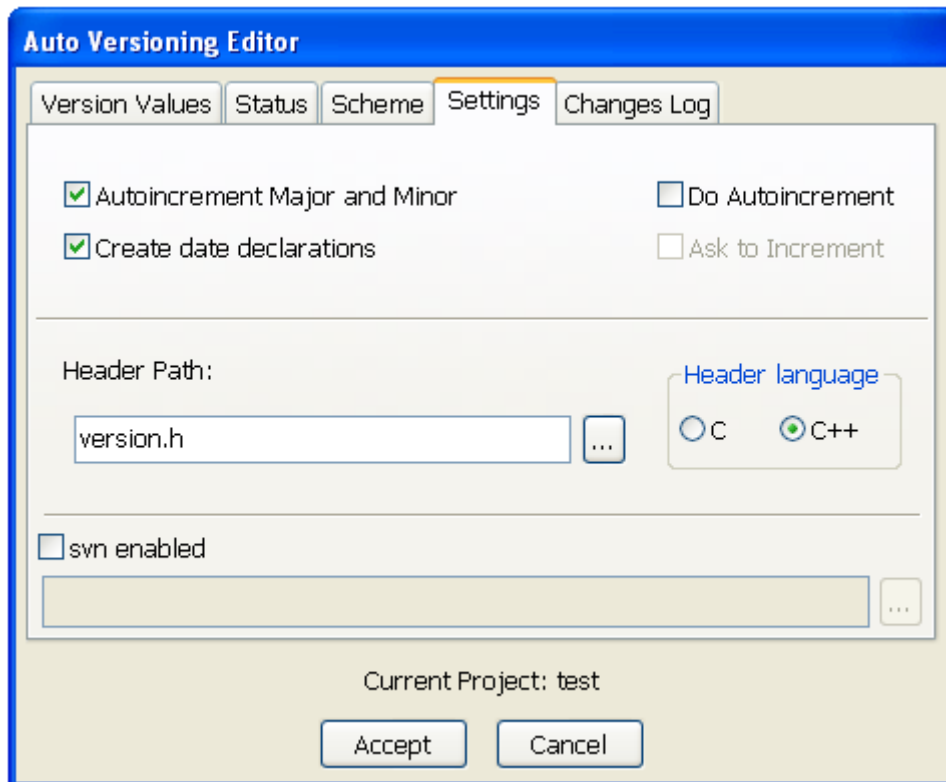 Auto Versioning Editor
Version Values Status Scheme Settings Changes Log
Autoincrement Major and Minor Do Autoincrement
Create date declarations Ask to Increment
Header Path: Header language
version.h ... C C++
svn enabled
...
Current Project: test
Accept Cancel